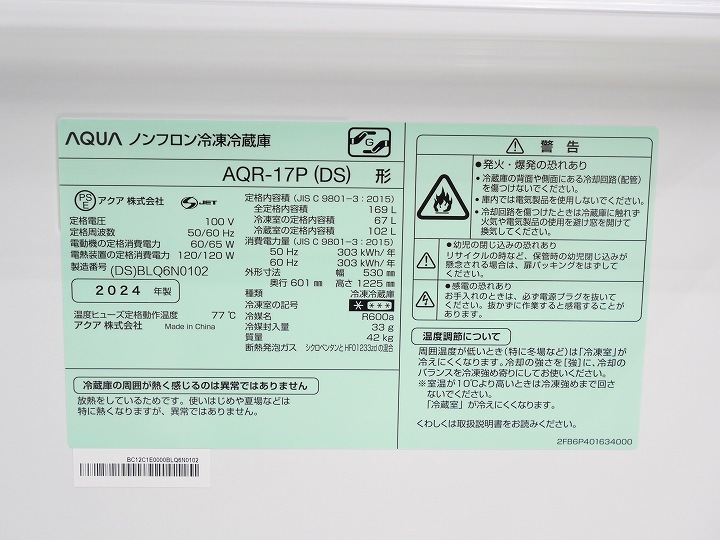 AQUA ノンフロン冷凍冷蔵庫
G
AQR-17P (DS) 形
PS E アクア 株式会社 S JET
定格電圧 100 V
定格周波数 50/60 Hz
電動機の定格消費電力 60/65 W
電熱装置の定格消費電力 120/120 W
製造番号 (DS)BLQ6N0102
2024 年製
温度ヒューズ定格動作温度 77℃
アクア 株式会社 Made in China
定格内容積 (JIS C 9801-3:2015)
全定格内容積 169 L
冷凍室の定格内容積 67 L
冷蔵室の定格内容積 102 L
消費電力量 (JIS C 9801-3:2015)
50 Hz 303 kWh/年
60 Hz 303 kWh/年
外形寸法 幅 530 mm
奥行 601 mm 高さ 1225 mm
種類 冷凍冷蔵庫
冷凍室の記号 * ***
冷媒名 R600a
冷媒封入量 33 g
質量 42 kg
断熱発泡ガス シクロペンタンとHFO1233zdの混合
冷蔵庫の周囲が熱く感じるのは異常ではありません
放熱をしているためです。使いはじめや夏場などは
特に熱くなりますが、異常ではありません。
BC12C1E0000BLQ6N0102
警告
●発火・爆発の恐れあり
・冷蔵庫の背面や側面にある冷却回路(配管)
を傷つけないでください。
・庫内では電気製品を使用しないでください。
・冷却回路を傷つけたときは冷蔵庫に触れず
火気や電気製品の使用を避け窓を開けて
換気してください。
●幼児の閉じ込みの恐れあり
リサイクルの時など、保管時の幼児閉じ込みが
懸念される場合は、扉パッキングをはずして
ください。
●感電の恐れあり
お手入れのときは、必ず電源プラグを抜いて
ください。抜かずに作業すると感電することが
あります。
温度調節について
周囲温度が低いとき(特に冬場など)は「冷凍室」が
冷えにくくなります。冷却の強さを[強]に、冷却の
バランスを冷凍強め寄りにしてお使いください。
※室温が10℃より高いときは冷凍強めまで回さ
ないでください。
「冷蔵室」が冷えにくくなります。
くわしくは取扱説明書をお読みください。
2FB6P401634000